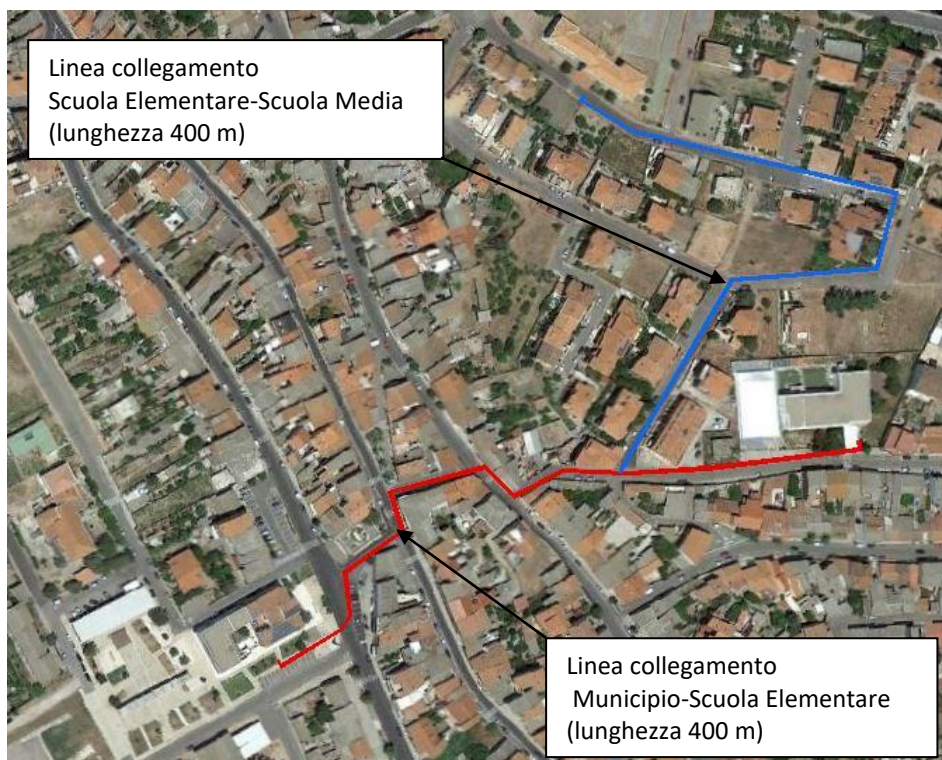 Linea collegamento
Scuola Elementare-Scuola Media
(lunghezza 400 m)
Linea collegamento
Municipio-Scuola Elementare
(lunghezza 400 m)